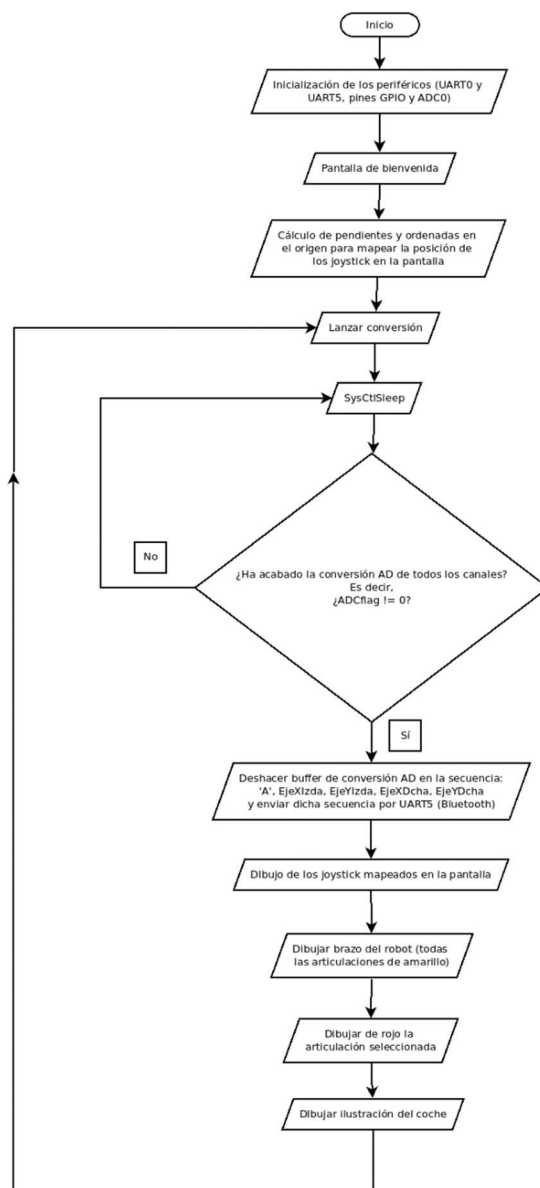 Inicio
Inicialización de los periféricos (UART0 y
UART5, pines GPIO y ADC0)
Pantalla de bienvenida
Cálculo de pendientes y ordenadas en
el origen para mapear la posición de
los joystick en la pantalla
Lanzar conversión
SysCtlSleep
¿Ha acabado la conversión AD de todos los canales?
Es decir,
¿ADCflag != 0?
No
Sí
Deshacer buffer de conversión AD en la secuencia:
'A', EjeXIzda, EjeYIzda, EjeXDcha, EjeYDcha
y enviar dicha secuencia por UART5 (Bluetooth)
DIbujo de los joystick mapeados en la pantalla
Dibujar brazo del robot (todas
las articulaciones de amarillo)
Dibujar de rojo la
articulación seleccionada
DIbujar ilustración del coche